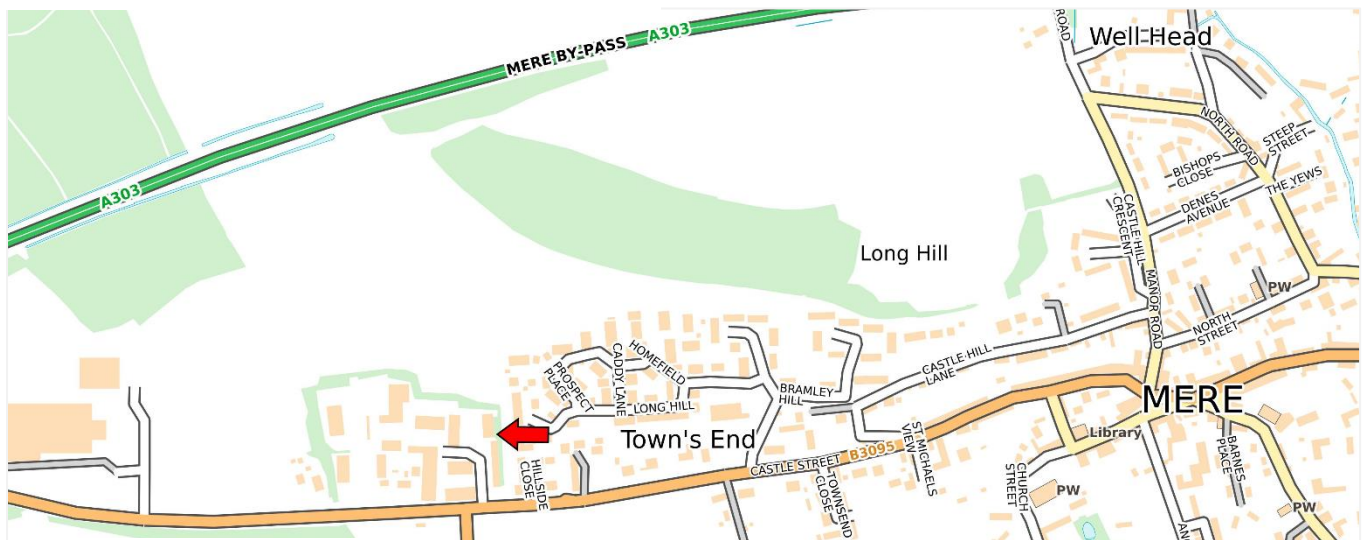 ROAD
Well Head
MERE BY-PASS
A303
A303
NORTH ROAD
STEEP
STREET
BISHOPS
CLOSE
THE YEWS
DENES
AVENUE
CASTLE HILL
CRESCENT
Long Hill
MANOR ROAD
PW
NORTH
STREET
CASTLE HILL
LANE
HOMEFIELD
CADDY LANE
PROSPECT
PLACE
LONG HILL
BRAMLEY
HILL
MERE
Town's End
Library
ST MICHAELS
VIEW
B3095
CASTLE STREET
HILLSIDE
CLOSE
TOWNSEND
CLOSE
CHURCH
STREET
BARNES
PLACE
PW
PW